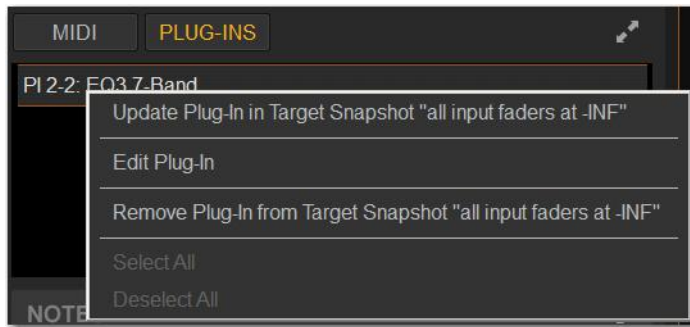 MIDI PLUG-INS
PI 2-2: EQ3 7-Band
Update Plug-In in Target Snapshot "all input faders at -INF"
Edit Plug-In
Remove Plug-In from Target Snapshot "all input faders at -INF"
Select All
Deselect All
NOTE